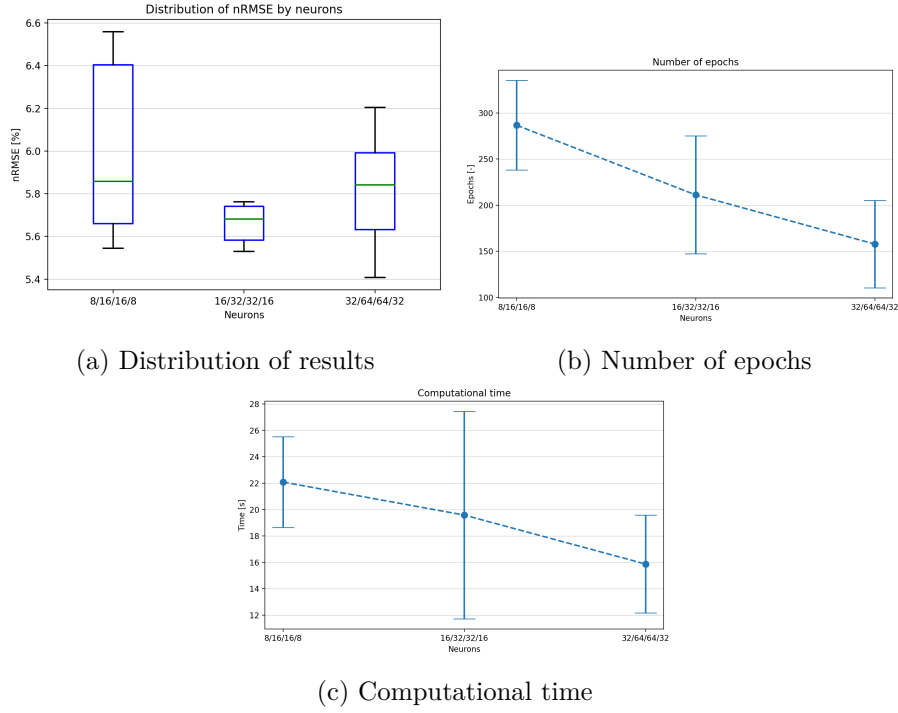 Distribution of nRMSE by neurons
nRMSE [%]
6.6
6.4
6.2
6.0
5.8
5.6
5.4
8/16/16/8
16/32/32/16
32/64/64/32
Neurons
(a) Distribution of results
Number of epochs
Epochs [-]
300
250
200
150
100
8/16/16/8
16/32/32/16
32/64/64/32
Neurons
(b) Number of epochs
Computational time
Time [s]
28
26
24
22
20
18
16
14
12
8/16/16/8
16/32/32/16
32/64/64/32
Neurons
(c) Computational time